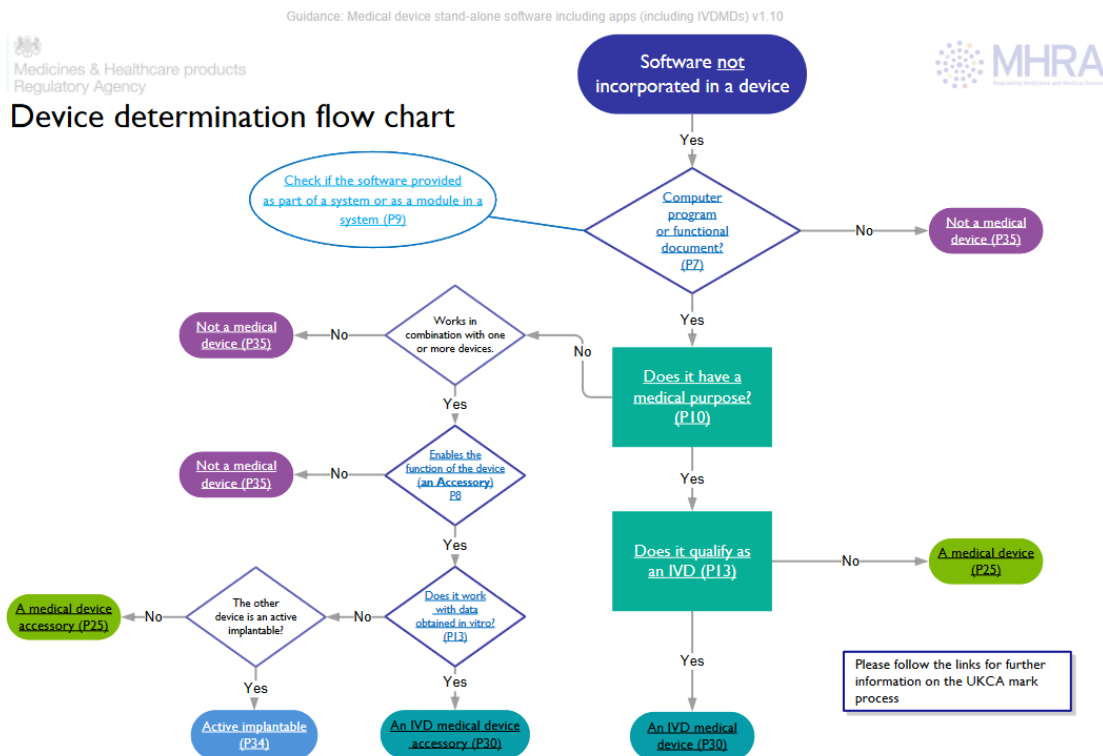 Guidance: Medical device stand-alone software including apps (including IVDMDs) v1.10
Medicines & Healthcare products
Regulatory Agency
MHRA
Regulating Medicines and Medical Devices
Device determination flow chart
Software not
incorporated in a device
Yes
Check if the software provided
as part of a system or as a module in a
system (P9)
Computer
program
or functional
document?
(P7)
No
Not a medical
device (P35)
Yes
Works in
combination with one
or more devices.
No
Not a medical
device (P35)
No
Does it have a
medical purpose?
(P10)
Yes
Yes
Enables the
function of the device
(an Accessory)
P8
No
Not a medical
device (P35)
Does it qualify as
an IVD (P13)
No
A medical device
(P25)
Yes
Does it work
with data
obtained in vitro?
(P13)
No
The other
device is an active
implantable?
No
A medical device
accessory (P25)
Yes
Yes
Yes
Please follow the links for further
information on the UKCA mark
process
Active implantable
(P34)
An IVD medical device
accessory (P30)
An IVD medical
device (P30)